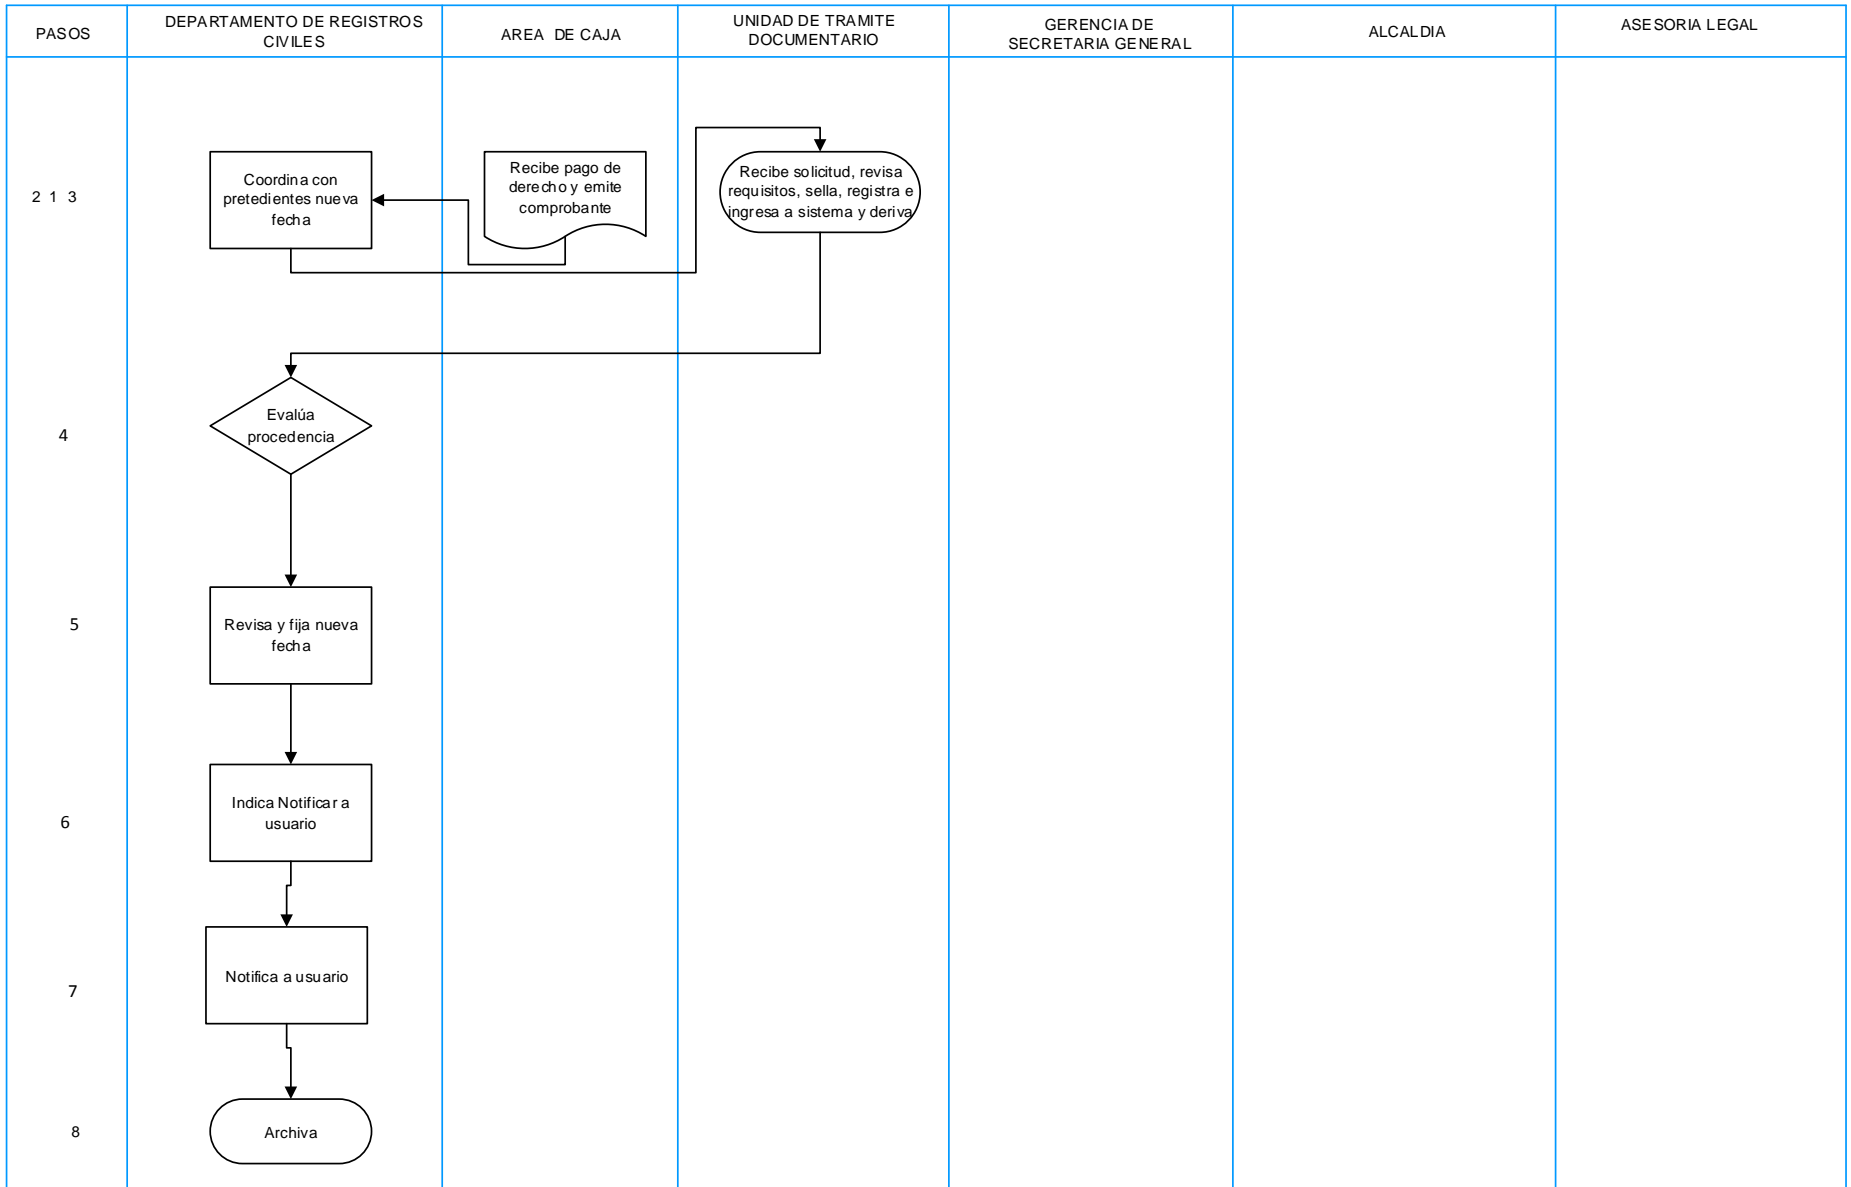 PASOS
DEPARTAMENTO DE REGISTROS
CIVILES
AREA DE CAJA
UNIDAD DE TRAMITE
DOCUMENTARIO
GERENCIA DE
SECRETARIA GENERAL
ALCALDIA
ASESORIA LEGAL
2 1 3
Coordina con
pretedientes nueva
fecha
Recibe pago de
derecho y emite
comprobante
Recibe solicitud, revisa
requisitos, sella, registra e
ingresa a sistema y deriva
4
Evalúa
procedencia
5
Revisa y fija nueva
fecha
6
Indica Notificar a
usuario
7
Notifica a usuario
8
Archiva